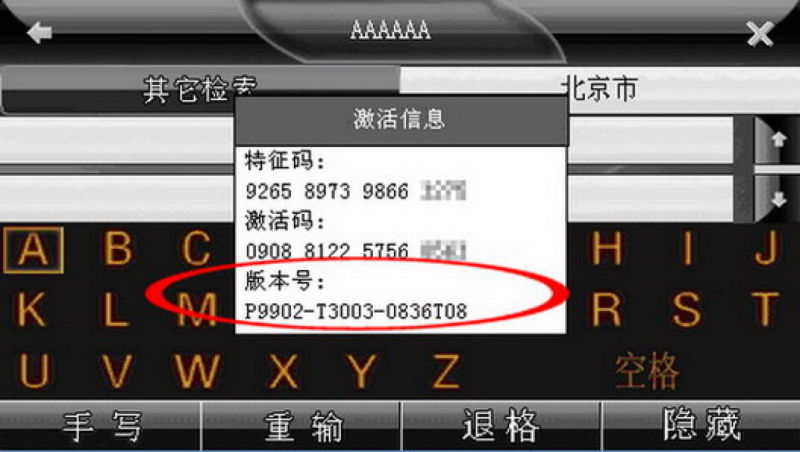 AAAAAA
其它检索
北京市
激活信息
特征码:
9265 8973 9866
激活码:
0908 8122 5756
版本号:
P9902-T3003-0836T08
A B C H I J
K L M R S T
U V W X Y Z 空格
手写 重输 退格 隐藏